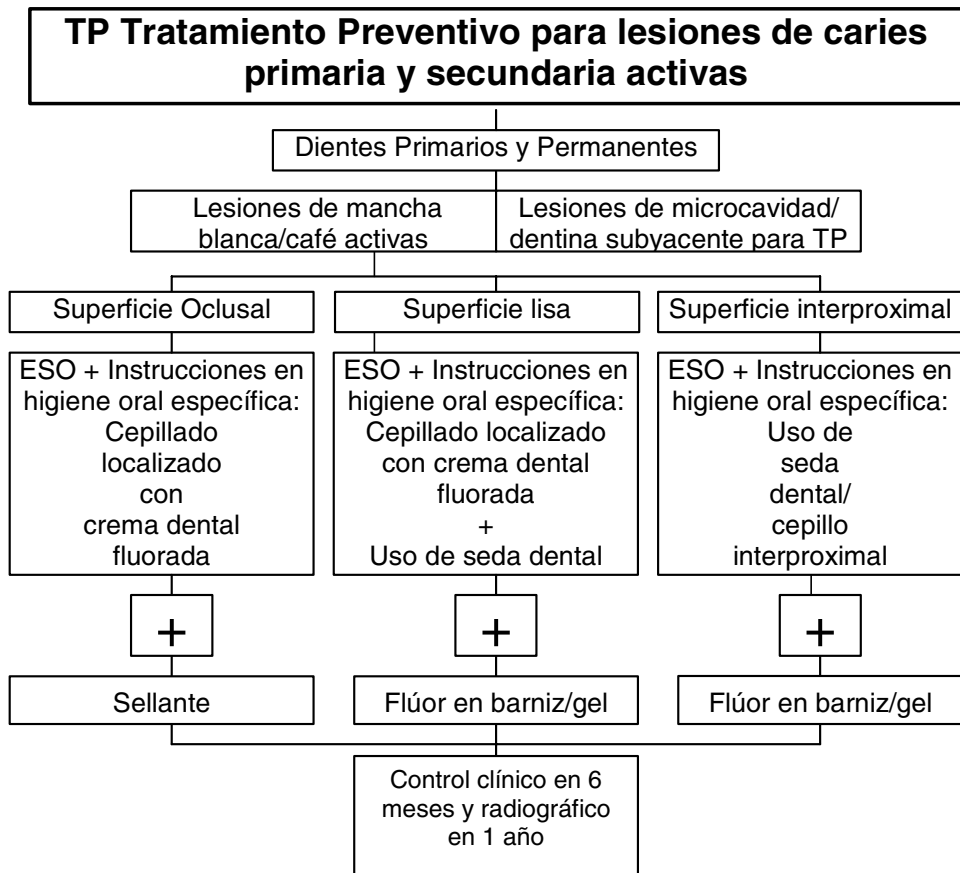 TP Tratamiento Preventivo para lesiones de caries
primaria y secundaria activas
Dientes Primarios y Permanentes
Lesiones de mancha
blanca/café activas
Lesiones de microcavidad/
dentina subyacente para TP
Superficie Oclusal
Superficie lisa
Superficie interproximal
ESO + Instrucciones en
higiene oral específica:
Cepillado
localizado
con
crema dental
fluorada
ESO + Instrucciones en
higiene oral específica:
Cepillado localizado
con crema dental
fluorada
+
Uso de seda dental
ESO + Instrucciones en
higiene oral específica:
Uso de
seda
dental/
cepillo
interproximal
+
+
+
Sellante
Flúor en barniz/gel
Flúor en barniz/gel
Control clínico en 6
meses y radiográfico
en 1 año